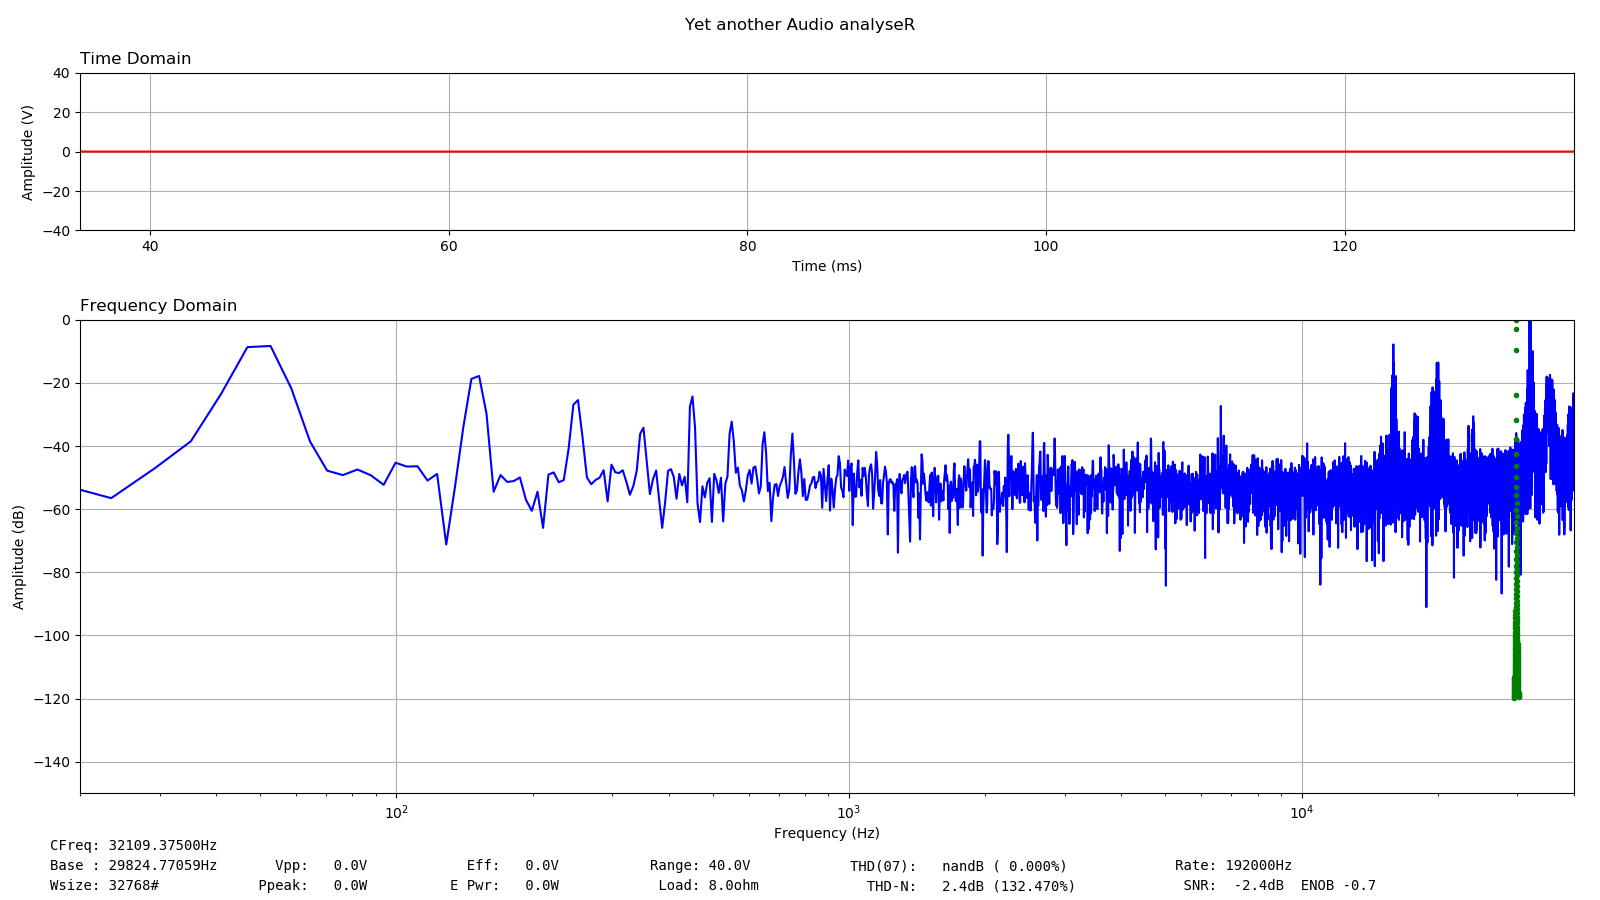 Yet another Audio analyseR
Time Domain
40
20
0
−20
−40
Amplitude (V)
40 60 80 100 120
Time (ms)
Frequency Domain
0
−20
−40
−60
−80
−100
−120
−140
Amplitude (dB)
10² 10³ 10⁴
Frequency (Hz)
CFreq: 32109.37500Hz
Base : 29824.77059Hz Vpp: 0.0V Eff: 0.0V Range: 40.0V THD(07): nandB ( 0.000%) Rate: 192000Hz
Wsize: 32768# Ppeak: 0.0W E Pwr: 0.0W Load: 8.0ohm THD-N: 2.4dB (132.470%) SNR: -2.4dB ENOB -0.7